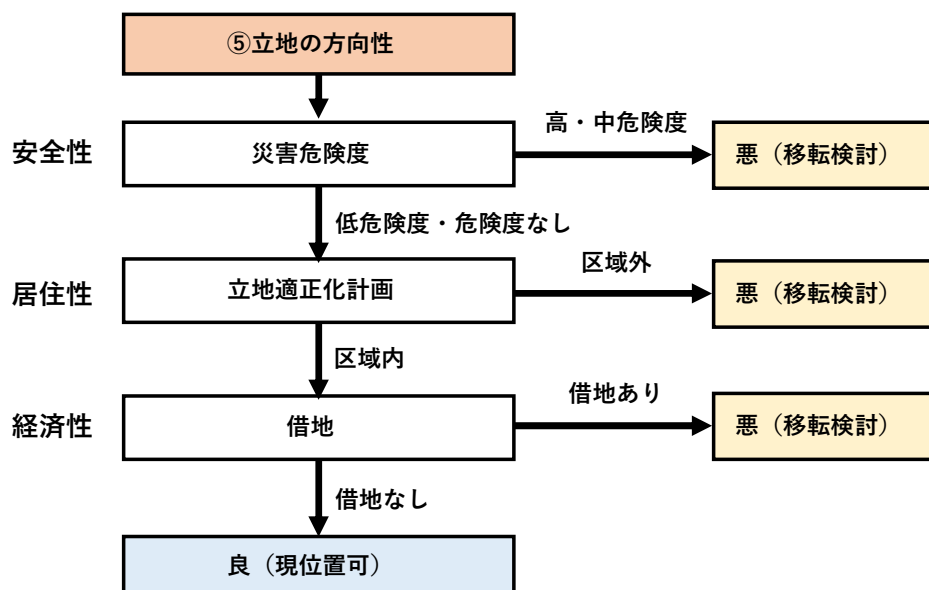 ⑤立地の方向性
安全性
災害危険度
高・中危険度
悪（移転検討）
低危険度・危険度なし
居住性
立地適正化計画
区域外
悪（移転検討）
区域内
経済性
借地
借地あり
悪（移転検討）
借地なし
良（現位置可）